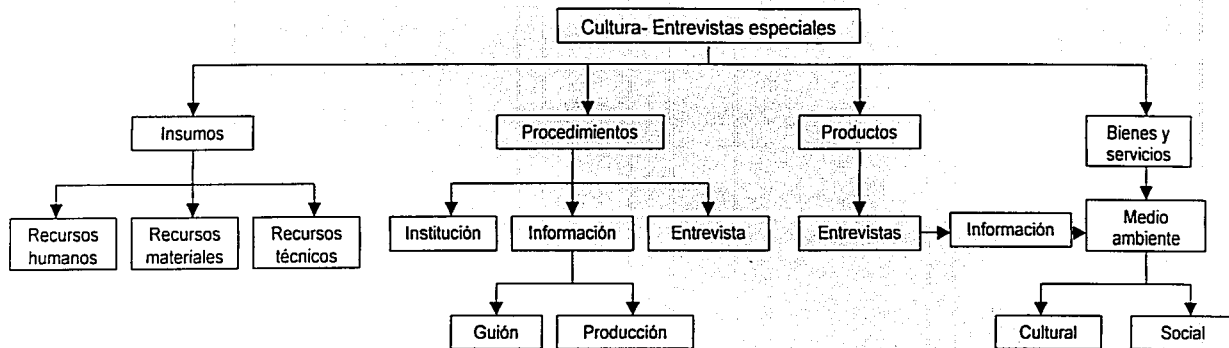 Cultura- Entrevistas especiales
Insumos
Procedimientos
Productos
Bienes y
servicios
Recursos
humanos
Recursos
materiales
Recursos
técnicos
Institución
Información
Entrevista
Entrevistas
Información
Medio
ambiente
Guión
Producción
Cultural
Social